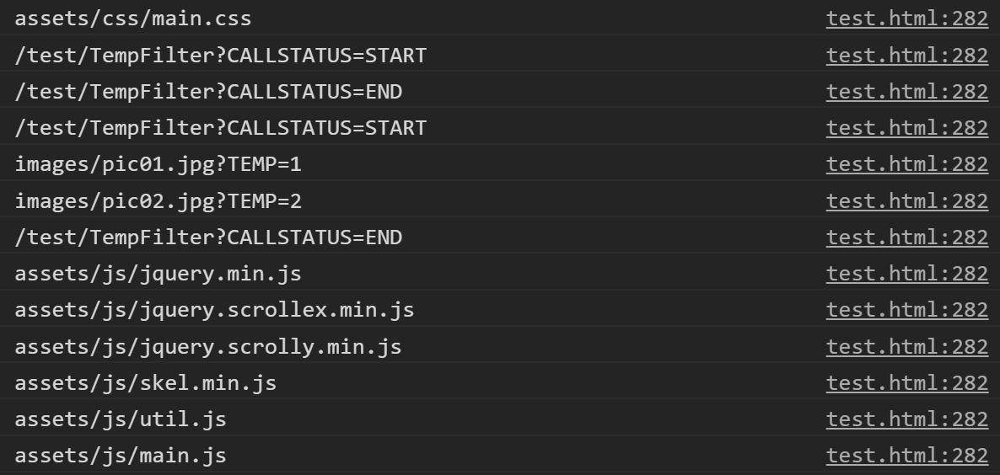 assets/css/main.css test.html:282
/test/TempFilter?CALLSTATUS=START test.html:282
/test/TempFilter?CALLSTATUS=END test.html:282
/test/TempFilter?CALLSTATUS=START test.html:282
images/pic01.jpg?TEMP=1 test.html:282
images/pic02.jpg?TEMP=2 test.html:282
/test/TempFilter?CALLSTATUS=END test.html:282
assets/js/jquery.min.js test.html:282
assets/js/jquery.scrollex.min.js test.html:282
assets/js/jquery.scrolly.min.js test.html:282
assets/js/skel.min.js test.html:282
assets/js/util.js test.html:282
assets/js/main.js test.html:282